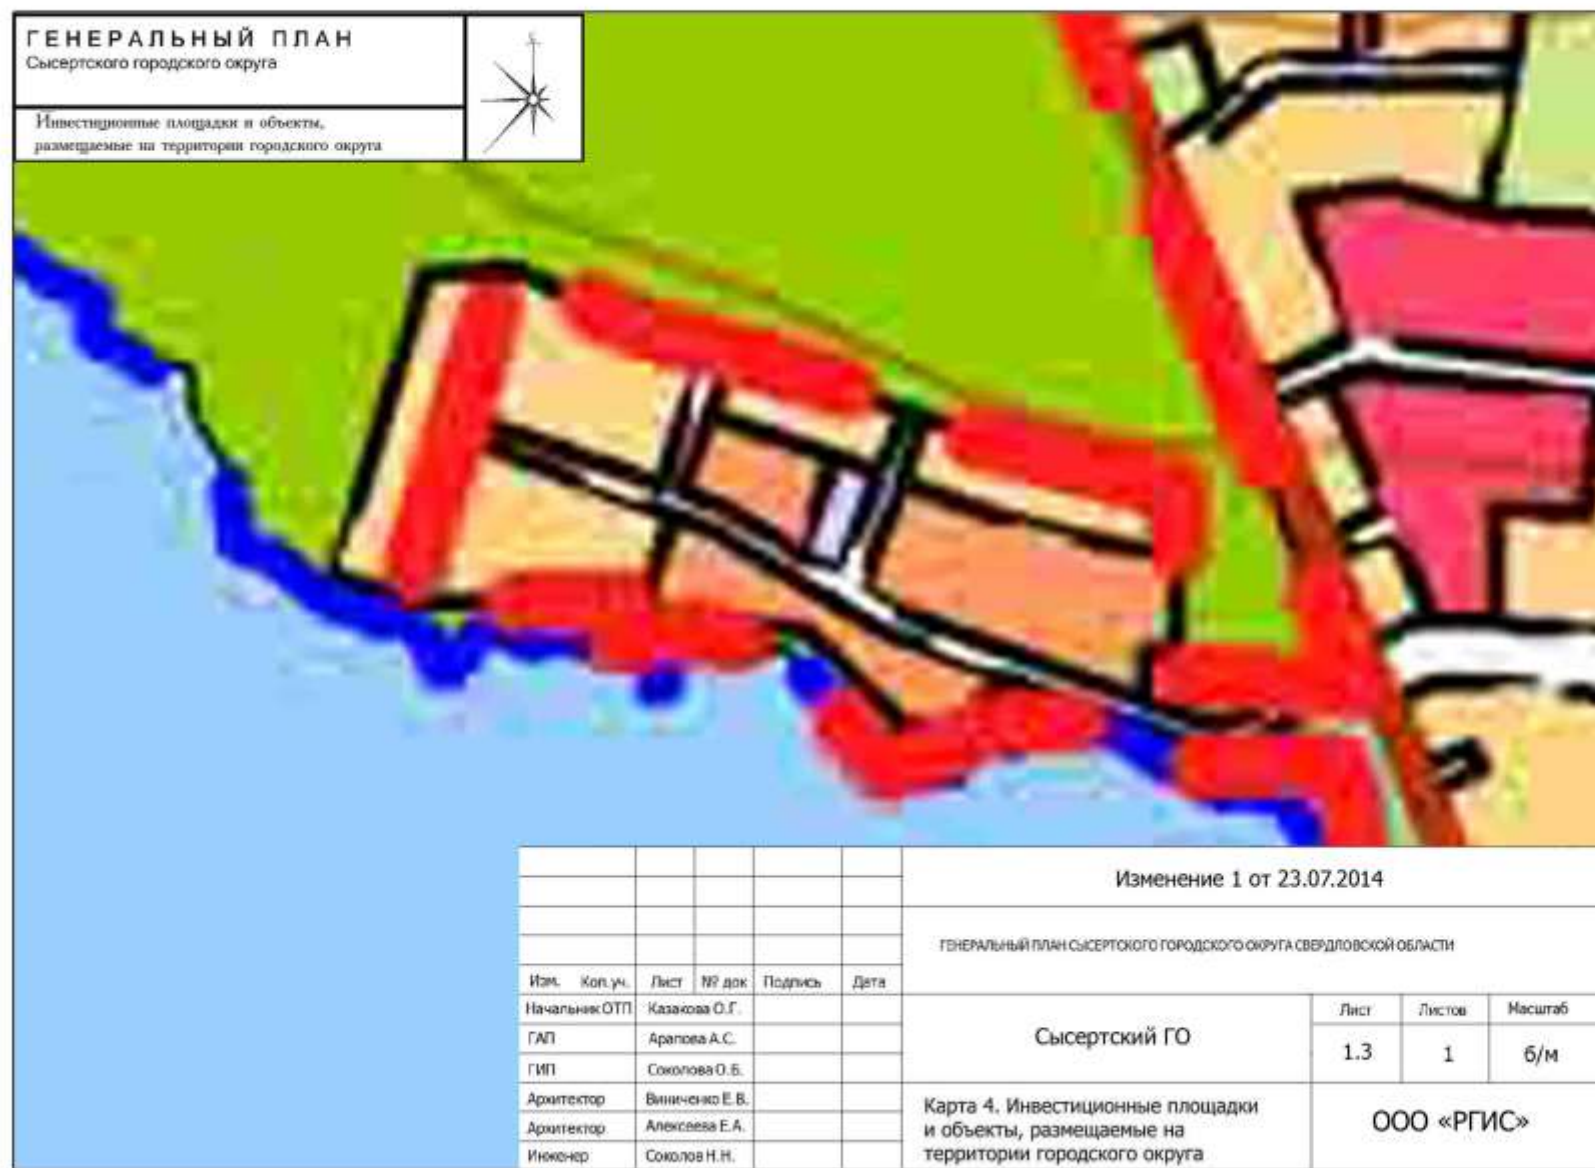 ГЕНЕРАЛЬНЫЙ ПЛАН
Сысертского городского округа
Инвестиционные площадки и объекты,
размещаемые на территории городского округа
С
Изменение 1 от 23.07.2014
ГЕНЕРАЛЬНЫЙ ПЛАН СЫСЕРТСКОГО ГОРОДСКОГО ОКРУГА СВЕРДЛОВСКОЙ ОБЛАСТИ
Изм. Кол.уч. Лист № док Подпись Дата
Начальник ОТП Казакова О.Г.
ГАП Арапова А.С.
ГИП Соколова О.Б.
Архитектор Виниченко Е.В.
Архитектор Алексеева Е.А.
Инженер Соколов Н.Н.
Сысертский ГО
Лист Листов Масштаб
1.3 1 б/м
Карта 4. Инвестиционные площадки
и объекты, размещаемые на
территории городского округа
ООО «РГИС»